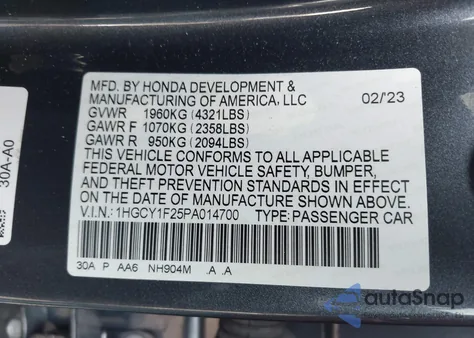 MFD. BY HONDA DEVELOPMENT &
MANUFACTURING OF AMERICA, LLC 02/'23
GVWR 1960KG (4321LBS)
GAWR F 1070KG (2358LBS)
GAWR R 950KG (2094LBS)
THIS VEHICLE CONFORMS TO ALL APPLICABLE
FEDERAL MOTOR VEHICLE SAFETY, BUMPER,
AND THEFT PREVENTION STANDARDS IN EFFECT
ON THE DATE OF MANUFACTURE SHOWN ABOVE.
V.I.N.: 1HGCY1F25PA014700 TYPE: PASSENGER CAR
30A P AA6 NH904M .A .A
30A-A0
autoSnap